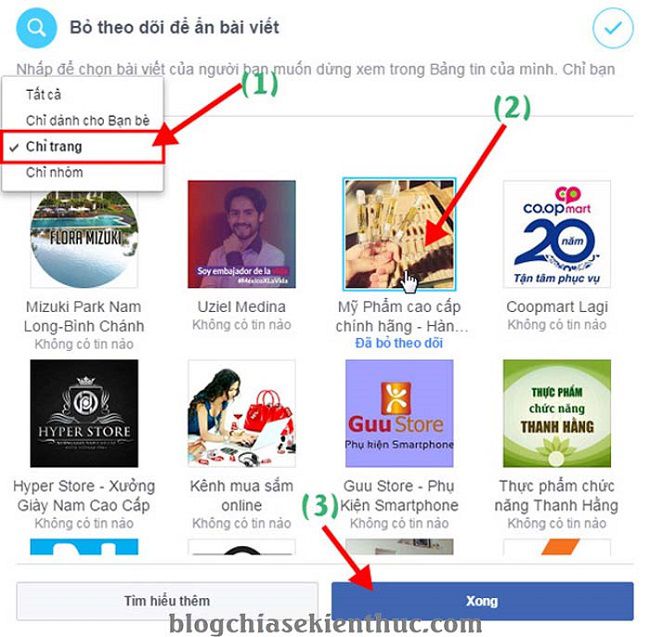 Bỏ theo dõi để ẩn bài viết
Nhấp để chọn bài viết của người bạn muốn dừng xem trong Bảng tin của mình. Chỉ bạn
Tất cả
Chỉ dành cho Bạn bè
Chỉ trang
Chỉ nhóm
(1)
(2)
FLORA MIZUKI
Soy embajador de la vida
#MéxicoXLaVida
co.opmart
20 năm
Tận tâm phục vụ
Mizuki Park Nam
Long-Bình Chánh
Không có tin nào
Uziel Medina
Không có tin nào
Mỹ Phẩm cao cấp
chính hãng - Hàn...
Đã bỏ theo dõi
Coopmart Lagi
Không có tin nào
HYPER STORE
Guu Store
Phụ kiện Smartphone
THỰC PHẨM
chức năng
THANH HẰNG
Hyper Store - Xưởng
Giày Nam Cao Cấp
Không có tin nào
Kênh mua sắm
online
Không có tin nào
Guu Store - Phụ
Kiện Smartphone
Không có tin nào
Thực phẩm chức
năng Thanh Hằng
Không có tin nào
(3)
Tìm hiểu thêm
Xong
blogchiasekienthuc.com